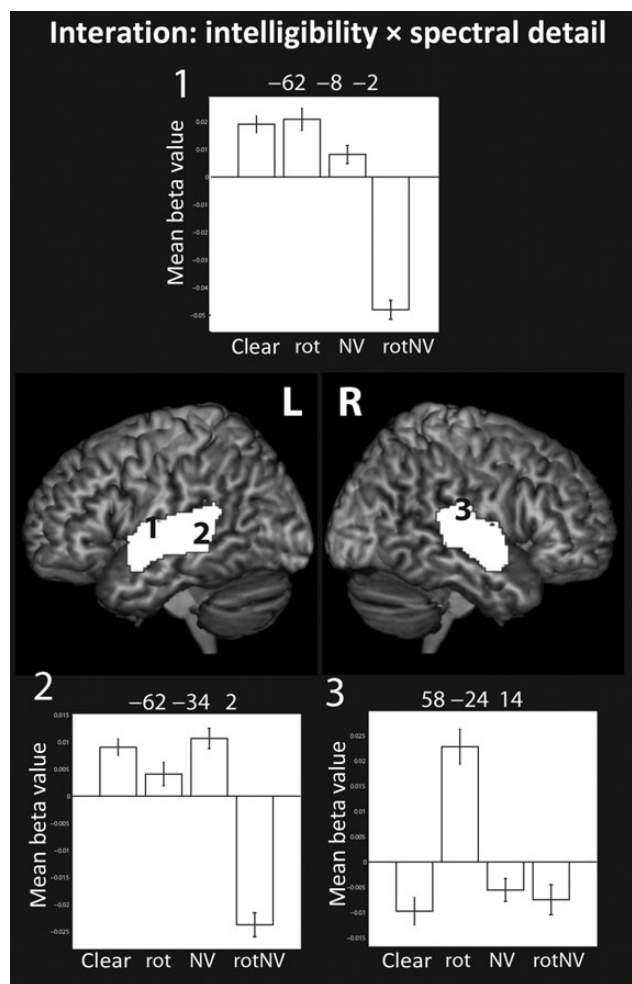 Interation: intelligibility × spectral detail
1
−62 −8 −2
Mean beta value
0.02
0.01
0
−0.01
−0.02
−0.03
−0.04
−0.05
Clear rot NV rotNV
L R
1 2 3
2
−62 −34 2
Mean beta value
0.015
0.01
0.005
0
−0.005
−0.01
−0.015
−0.02
−0.025
Clear rot NV rotNV
3
58 −24 14
Mean beta value
0.025
0.02
0.015
0.01
0.005
0
−0.005
−0.01
−0.015
Clear rot NV rotNV